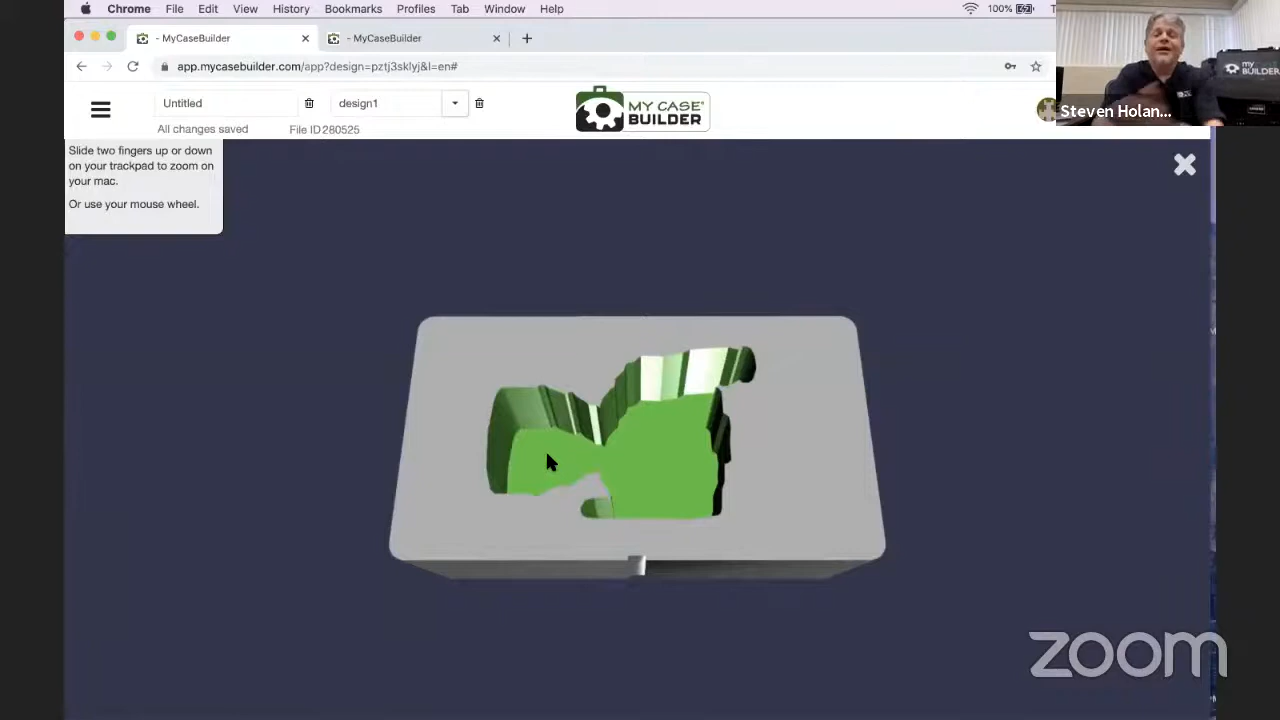 Chrome File Edit View History Bookmarks Profiles Tab Window Help 100%
- MyCaseBuilder
- MyCaseBuilder
app.mycasebuilder.com/app?design=pztj3sklyj&l=en#
Untitled
design1
All changes saved
File ID 280525
MY CASE
BUILDER
my
BUILDER
Steven Holan...
Slide two fingers up or down
on your trackpad to zoom on
your mac.
Or use your mouse wheel.
zoom